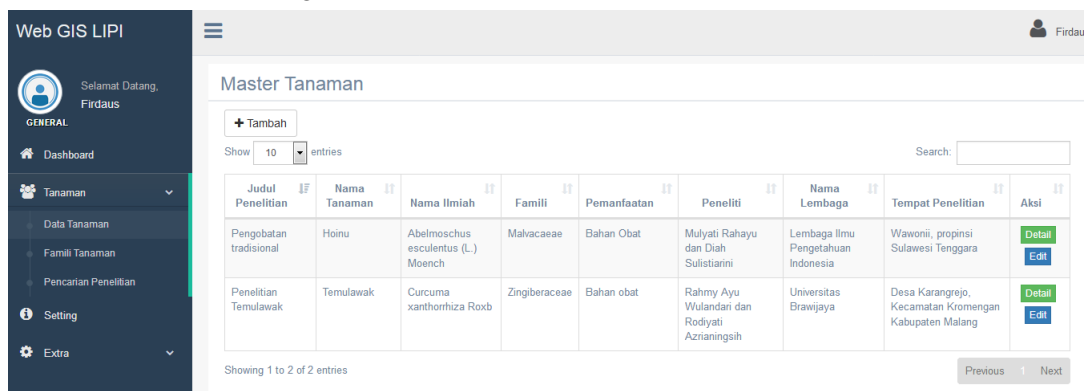 Web GIS LIPI
Firdau
Selamat Datang,
Firdaus
GENERAL
Dashboard
Tanaman
Data Tanaman
Famili Tanaman
Pencarian Penelitian
Setting
Extra
Master Tanaman
+ Tambah
Show 10 entries
Search:
Judul Penelitian
Nama Tanaman
Nama Ilmiah
Famili
Pemanfaatan
Peneliti
Nama Lembaga
Tempat Penelitian
Aksi
Pengobatan
tradisional
Hoinu
Abelmoschus
esculentus (L.)
Moench
Malvacaeae
Bahan Obat
Mulyati Rahayu
dan Diah
Sulistiarini
Lembaga Ilmu
Pengetahuan
Indonesia
Wawonii, propinsi
Sulawesi Tenggara
Detail
Edit
Penelitian
Temulawak
Temulawak
Curcuma
xanthorrhiza Roxb
Zingiberaceae
Bahan obat
Rahmy Ayu
Wulandari dan
Rodiyati
Azrianingsih
Universitas
Brawijaya
Desa Karangrejo,
Kecamatan Kromengan
Kabupaten Malang
Detail
Edit
Showing 1 to 2 of 2 entries
Previous 1 Next